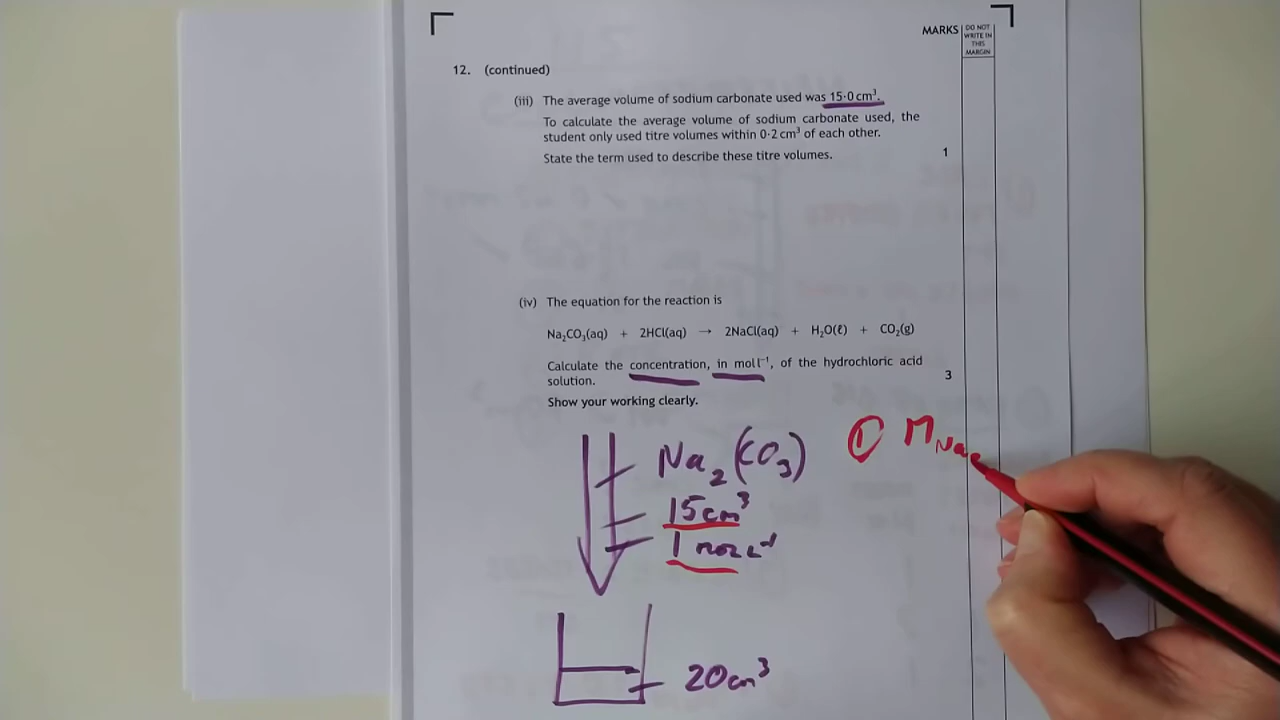 MARKS
DO NOT WRITE IN THIS MARGIN
12. (continued)
(iii) The average volume of sodium carbonate used was 15·0 cm³.
To calculate the average volume of sodium carbonate used, the
student only used titre volumes within 0·2 cm³ of each other.
State the term used to describe these titre volumes. 1
(iv) The equation for the reaction is
Na₂CO₃(aq) + 2HCl(aq) → 2NaCl(aq) + H₂O(ℓ) + CO₂(g)
Calculate the concentration, in mol l⁻¹, of the hydrochloric acid
solution. 3
Show your working clearly.
① n Na
Na₂(CO₃)
15cm³
1 mol l⁻¹
20cm³